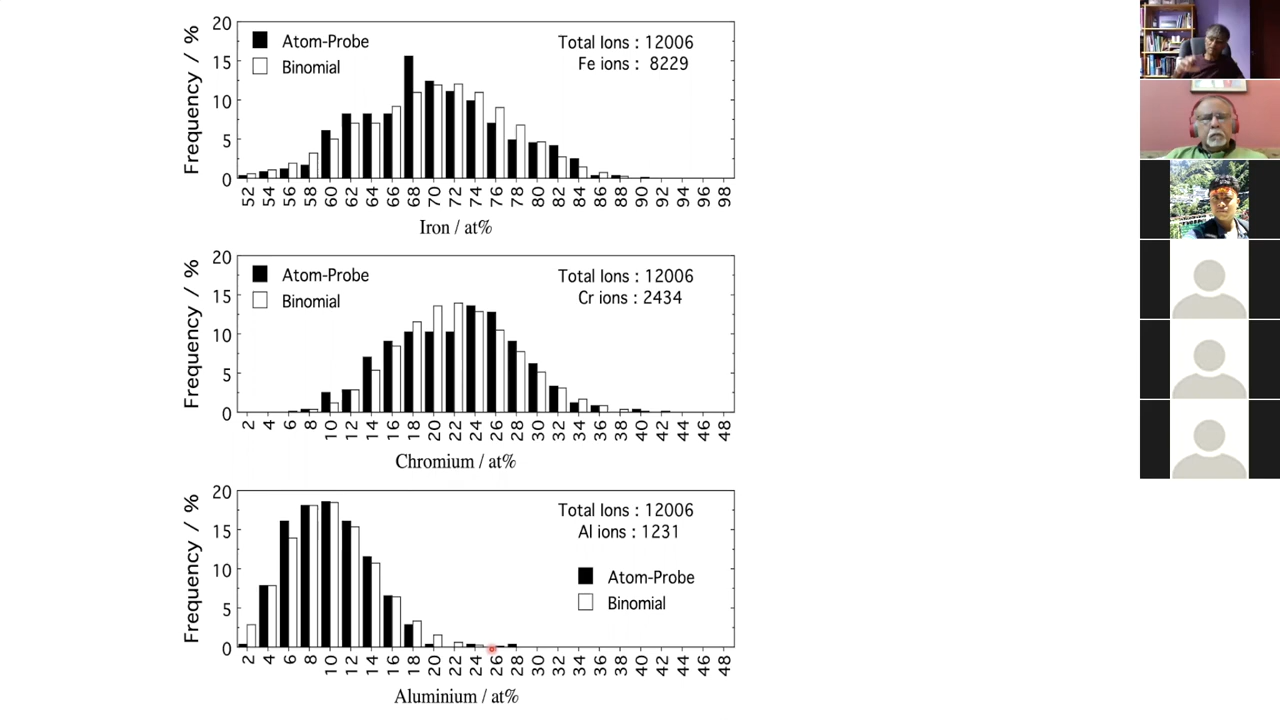 Frequency / %
20
15
10
5
0
Atom-Probe
Binomial
Total Ions : 12006
Fe ions : 8229
52 54 56 58 60 62 64 66 68 70 72 74 76 78 80 82 84 86 88 90 92 94 96 98
Iron / at%
Frequency / %
20
15
10
5
0
Atom-Probe
Binomial
Total Ions : 12006
Cr ions : 2434
2 4 6 8 10 12 14 16 18 20 22 24 26 28 30 32 34 36 38 40 42 44 46 48
Chromium / at%
Frequency / %
20
15
10
5
0
Total Ions : 12006
Al ions : 1231
Atom-Probe
Binomial
2 4 6 8 10 12 14 16 18 20 22 24 26 28 30 32 34 36 38 40 42 44 46 48
Aluminium / at%